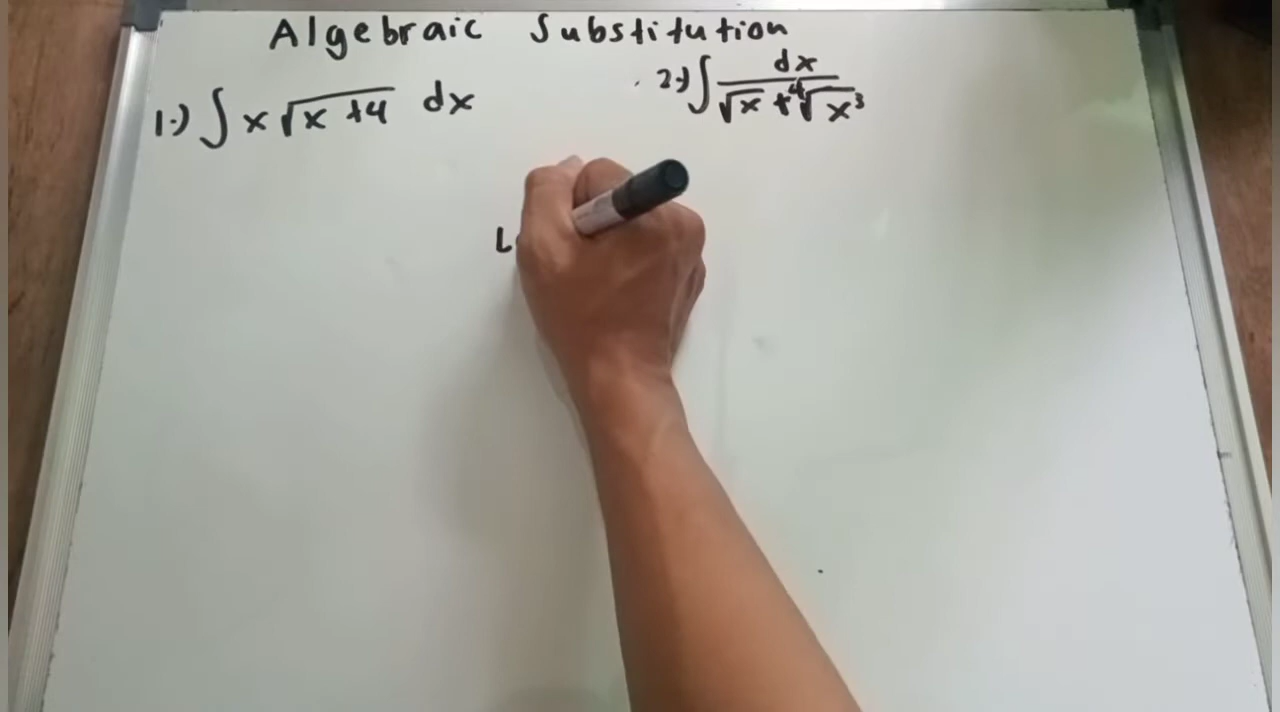 Algebraic Substitution
1.) ∫ x √(x +4) dx
2.) ∫ dx / (√x + ⁴√x³)
L